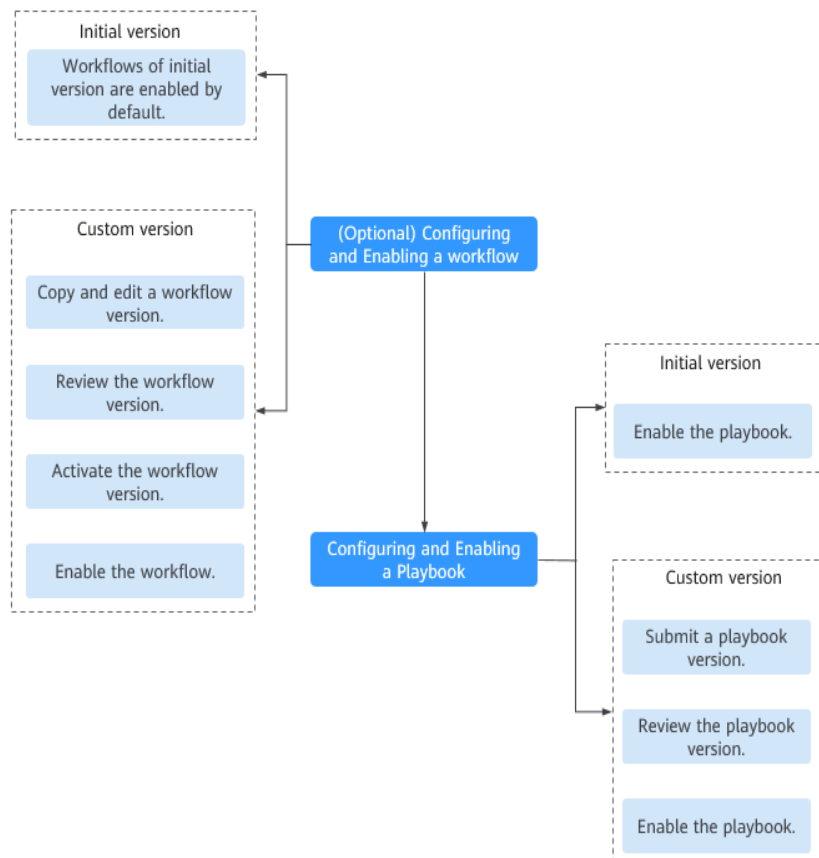 Initial version
Workflows of initial
version are enabled by
default.
Custom version
Copy and edit a workflow
version.
Review the workflow
version.
Activate the workflow
version.
Enable the workflow.
(Optional) Configuring
and Enabling a workflow
Configuring and Enabling
a Playbook
Initial version
Enable the playbook.
Custom version
Submit a playbook
version.
Review the playbook
version.
Enable the playbook.